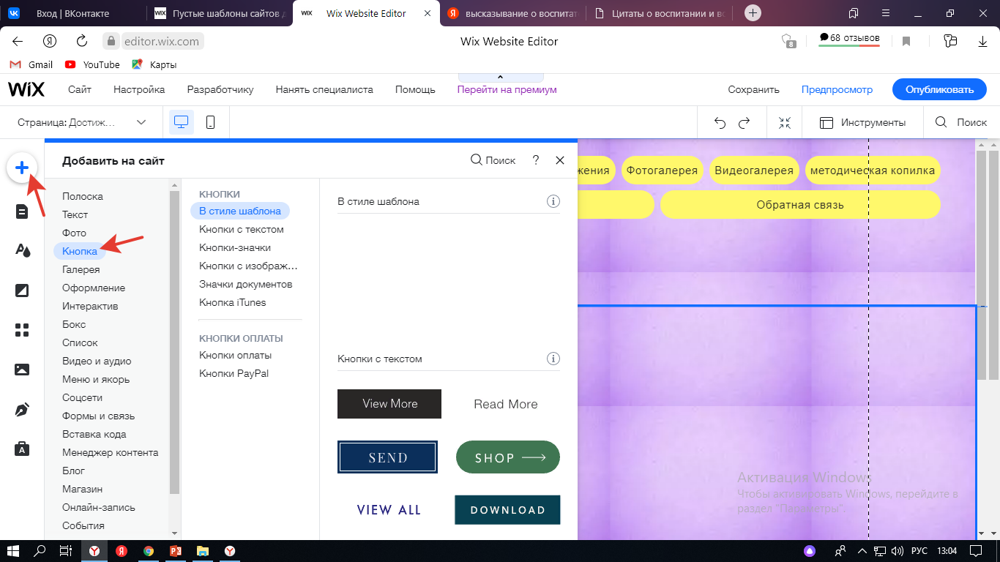 Вход | ВКонтакте
WIX
Пустые шаблоны сайтов д
WIX
Wix Website Editor
Я
высказывание о воспитат
Цитаты о воспитании и во
Я
editor.wix.com
Wix Website Editor
8
68 отзывов
Gmail
YouTube
Карты
WIX
Сайт
Настройка
Разработчику
Нанять специалиста
Помощь
Перейти на премиум
Сохранить
Предпросмотр
Опубликовать
Страница: Достиж…
Инструменты
Поиск
Добавить на сайт
Поиск
?
жения
Фотогалерея
Видеогалерея
методическая копилка
Обратная связь
Полоска
Текст
Фото
Кнопка
Галерея
Оформление
Интерактив
Бокс
Список
Видео и аудио
Меню и якорь
Соцсети
Формы и связь
Вставка кода
Менеджер контента
Блог
Магазин
Онлайн-запись
События
КНОПКИ
В стиле шаблона
Кнопки с текстом
Кнопки-значки
Кнопки с изображ…
Значки документов
Кнопка iTunes
КНОПКИ ОПЛАТЫ
Кнопки оплаты
Кнопки PayPal
В стиле шаблона
Кнопки с текстом
View More
Read More
SEND
SHOP
VIEW ALL
DOWNLOAD
Активация Windows
Чтобы активировать Windows, перейдите в
раздел "Параметры".
РУС
13:04